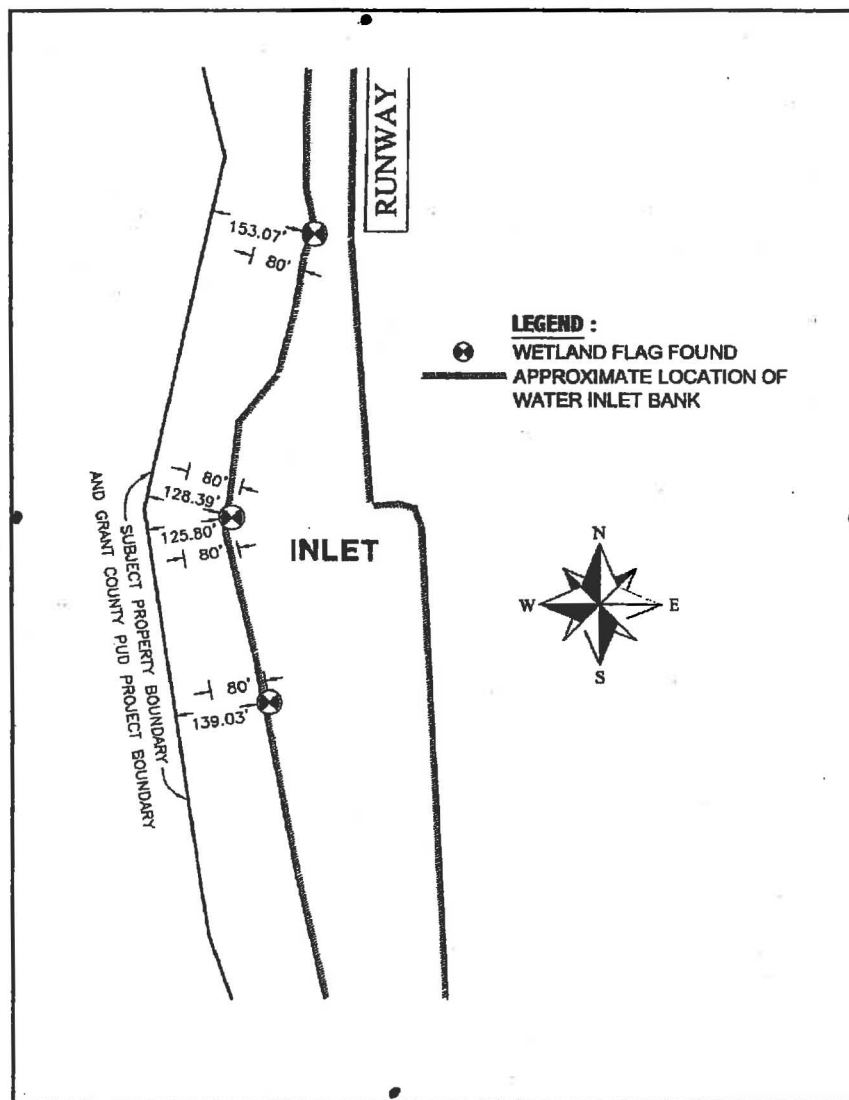 RUNWAY
153.07'
80'
LEGEND :
WETLAND FLAG FOUND
APPROXIMATE LOCATION OF
WATER INLET BANK
80'
128.39'
125.80'
80'
INLET
SUBJECT PROPERTY BOUNDARY
AND GRANT COUNTY PUD PROJECT BOUNDARY
N
W
E
S
80'
139.03'